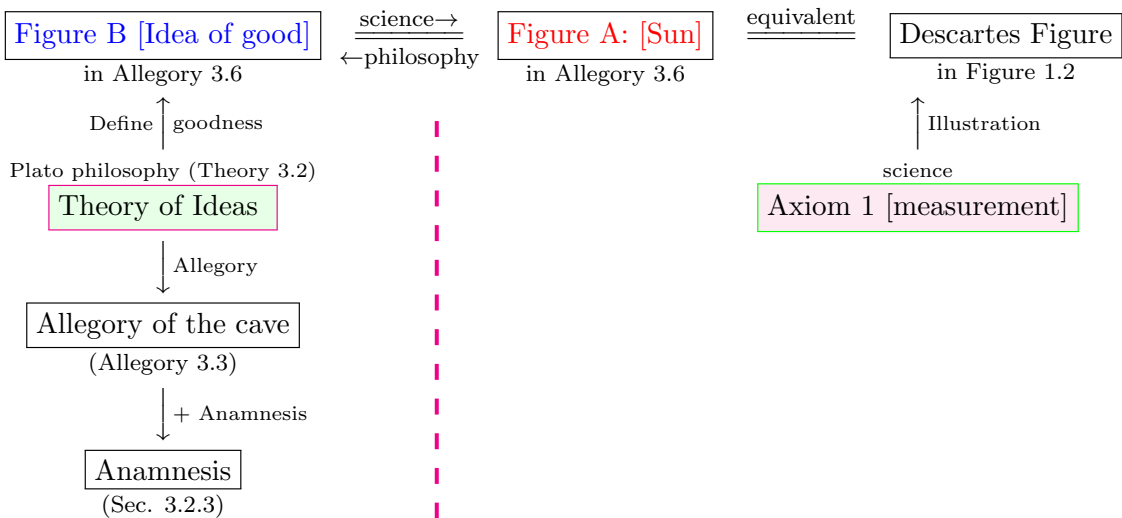 science→
equivalent
Figure B [Idea of good]
Figure A: [Sun]
Descartes Figure
←philosophy
in Allegory 3.6
in Allegory 3.6
in Figure 1.2
Define
goodness
Illustration
Plato philosophy (Theory 3.2)
science
Theory of Ideas
Axiom 1 [measurement]
Allegory
Allegory of the cave
(Allegory 3.3)
+ Anamnesis
Anamnesis
(Sec. 3.2.3)